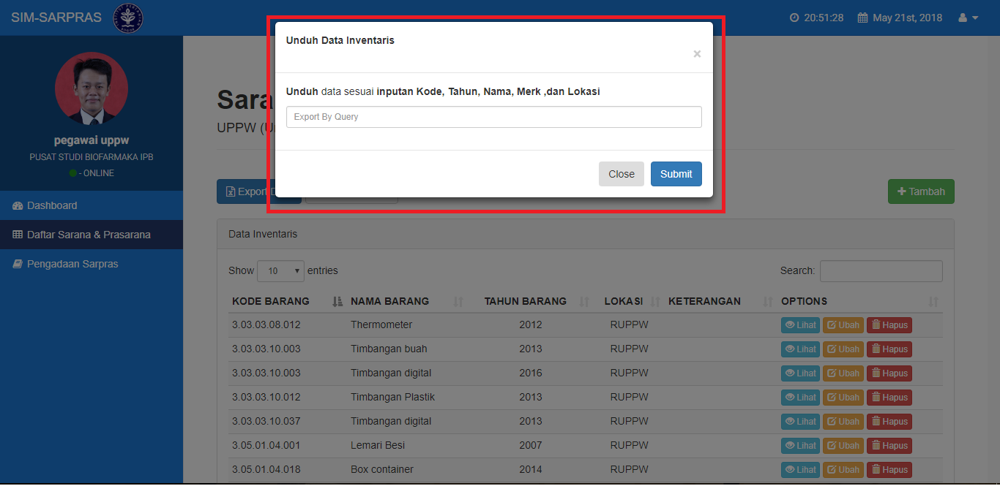 SIM-SARPRAS
20:51:28 May 21st, 2018
pegawai uppw
PUSAT STUDI BIOFARMAKA IPB
- ONLINE
Dashboard
Daftar Sarana & Prasarana
Pengadaan Sarpras
Unduh Data Inventaris
×
Unduh data sesuai inputan Kode, Tahun, Nama, Merk ,dan Lokasi
Export By Query
Close Submit
Sara
UPPW (U
Export D
+ Tambah
Data Inventaris
Show 10 entries Search:
KODE BARANG NAMA BARANG TAHUN BARANG LOKASI KETERANGAN OPTIONS
3.03.03.08.012 Thermometer 2012 RUPPW Lihat Ubah Hapus
3.03.03.10.003 Timbangan buah 2013 RUPPW Lihat Ubah Hapus
3.03.03.10.003 Timbangan digital 2016 RUPPW Lihat Ubah Hapus
3.03.03.10.012 Timbangan Plastik 2013 RUPPW Lihat Ubah Hapus
3.03.03.10.037 Timbangan digital 2013 RUPPW Lihat Ubah Hapus
3.05.01.04.001 Lemari Besi 2007 RUPPW Lihat Ubah Hapus
3.05.01.04.018 Box container 2014 RUPPW Lihat Ubah Hapus